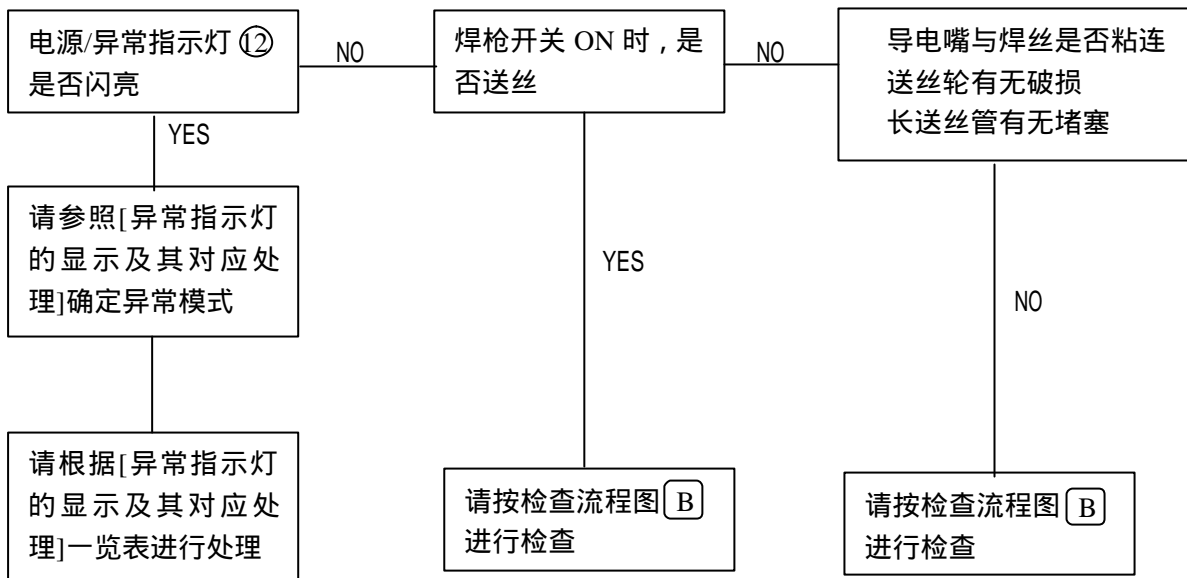 电源/异常指示灯⑫
是否闪亮
NO
焊枪开关 ON 时，是
否送丝
NO
导电嘴与焊丝是否粘连
送丝轮有无破损
长送丝管有无堵塞
YES
请参照[异常指示灯
的显示及其对应处
理]确定异常模式
YES
NO
请根据[异常指示灯
的显示及其对应处
理]一览表进行处理
请按检查流程图 B
进行检查
请按检查流程图 B
进行检查